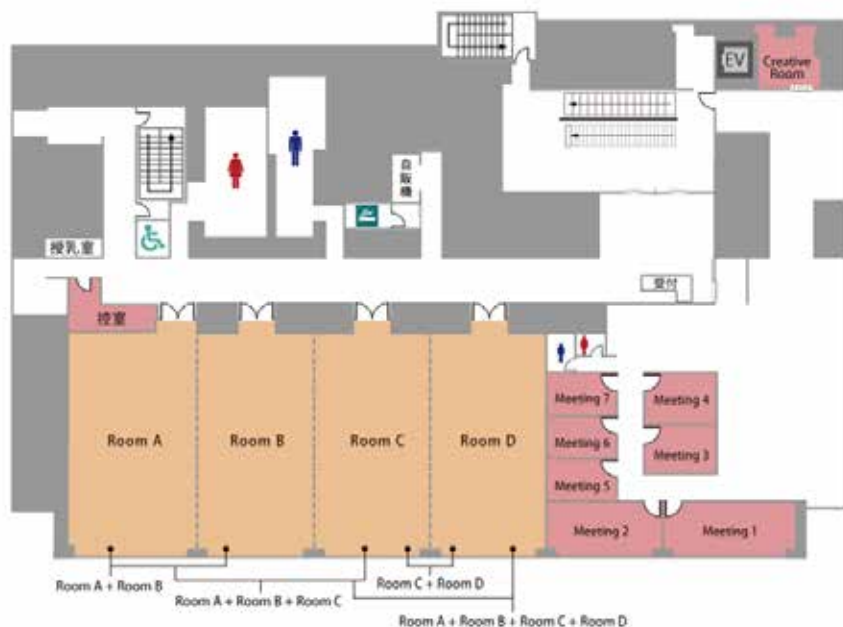 EV
Creative
Room
自販機
授乳室
受付
控室
Room A
Room B
Room C
Room D
Meeting 7
Meeting 4
Meeting 6
Meeting 3
Meeting 5
Meeting 2
Meeting 1
Room A + Room B
Room C + Room D
Room A + Room B + Room C
Room A + Room B + Room C + Room D